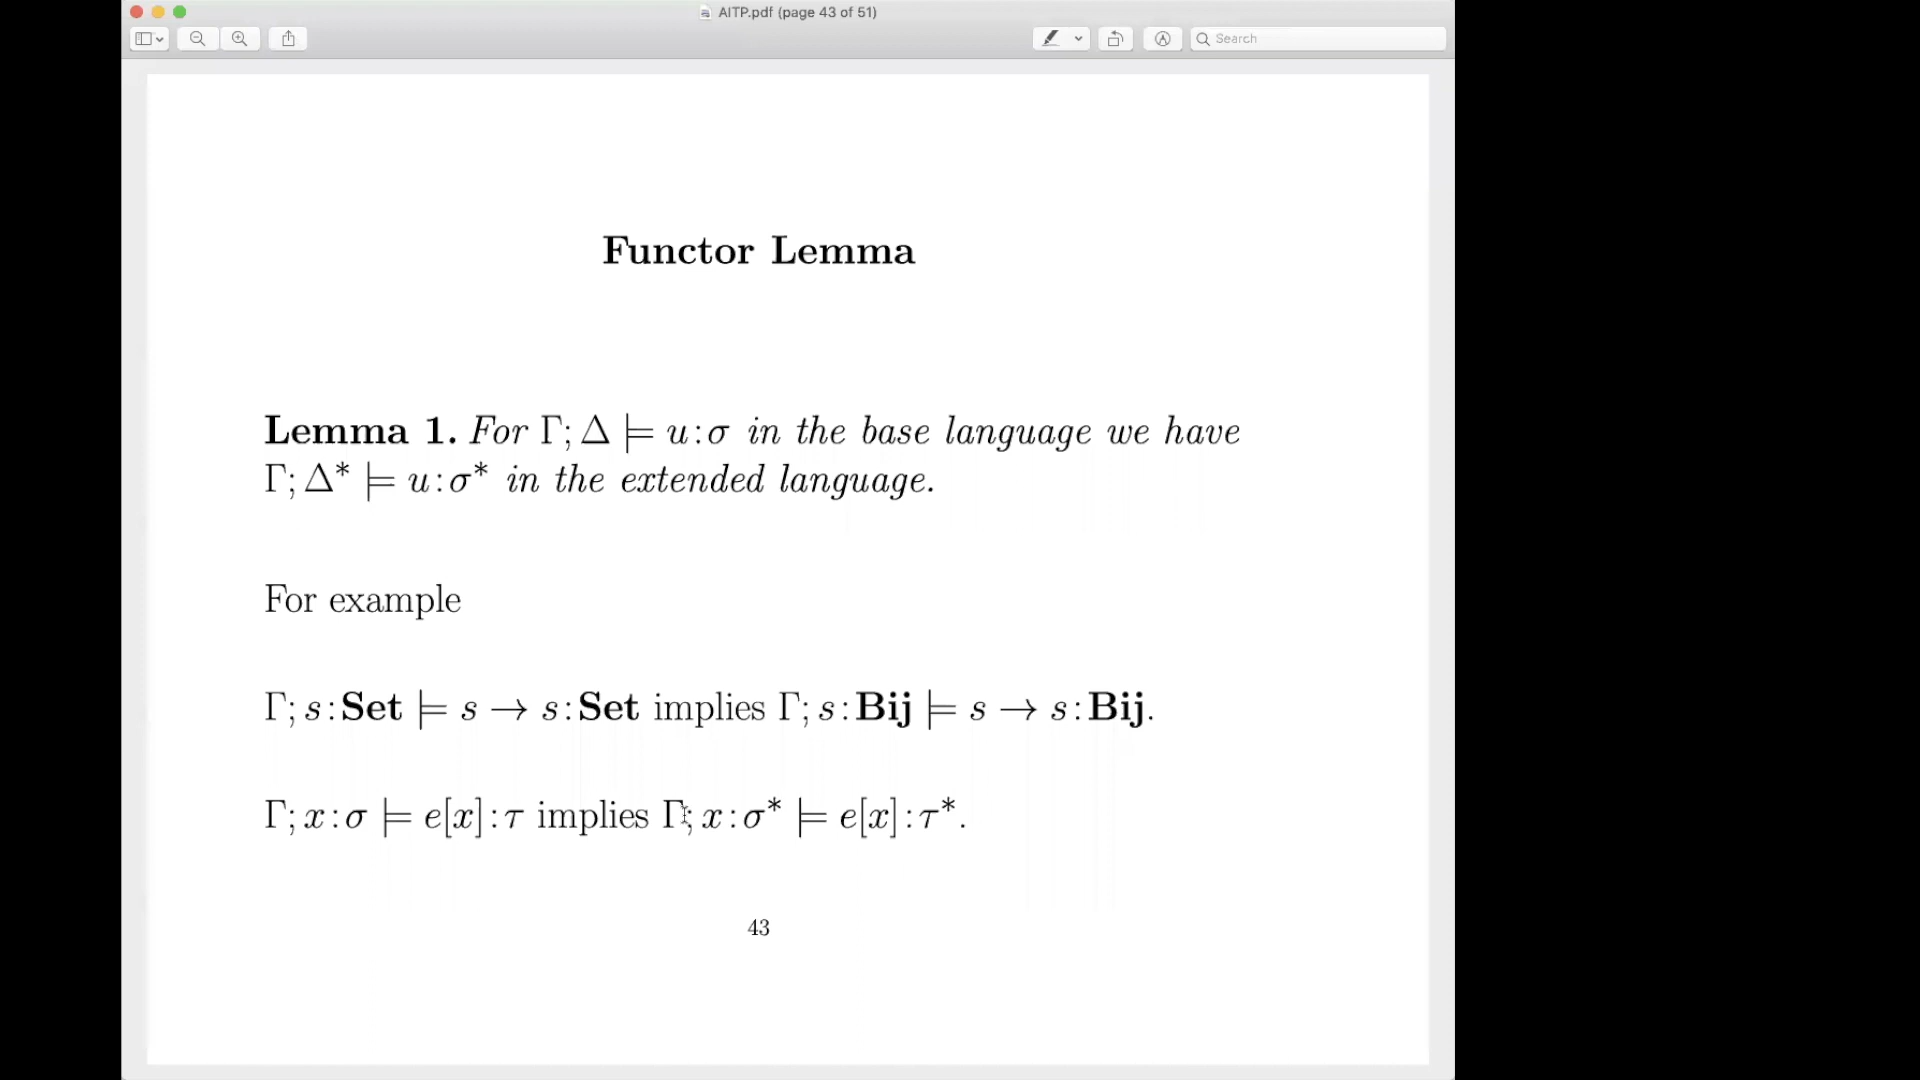 AITP.pdf (page 43 of 51)
Search
Functor Lemma
Lemma 1. For Γ; Δ ⊨ u:σ in the base language we have
Γ; Δ* ⊨ u:σ* in the extended language.
For example
Γ; s:Set ⊨ s → s:Set implies Γ; s:Bij ⊨ s → s:Bij.
Γ; x:σ ⊨ e[x]:τ implies Γ; x:σ* ⊨ e[x]:τ*.
43